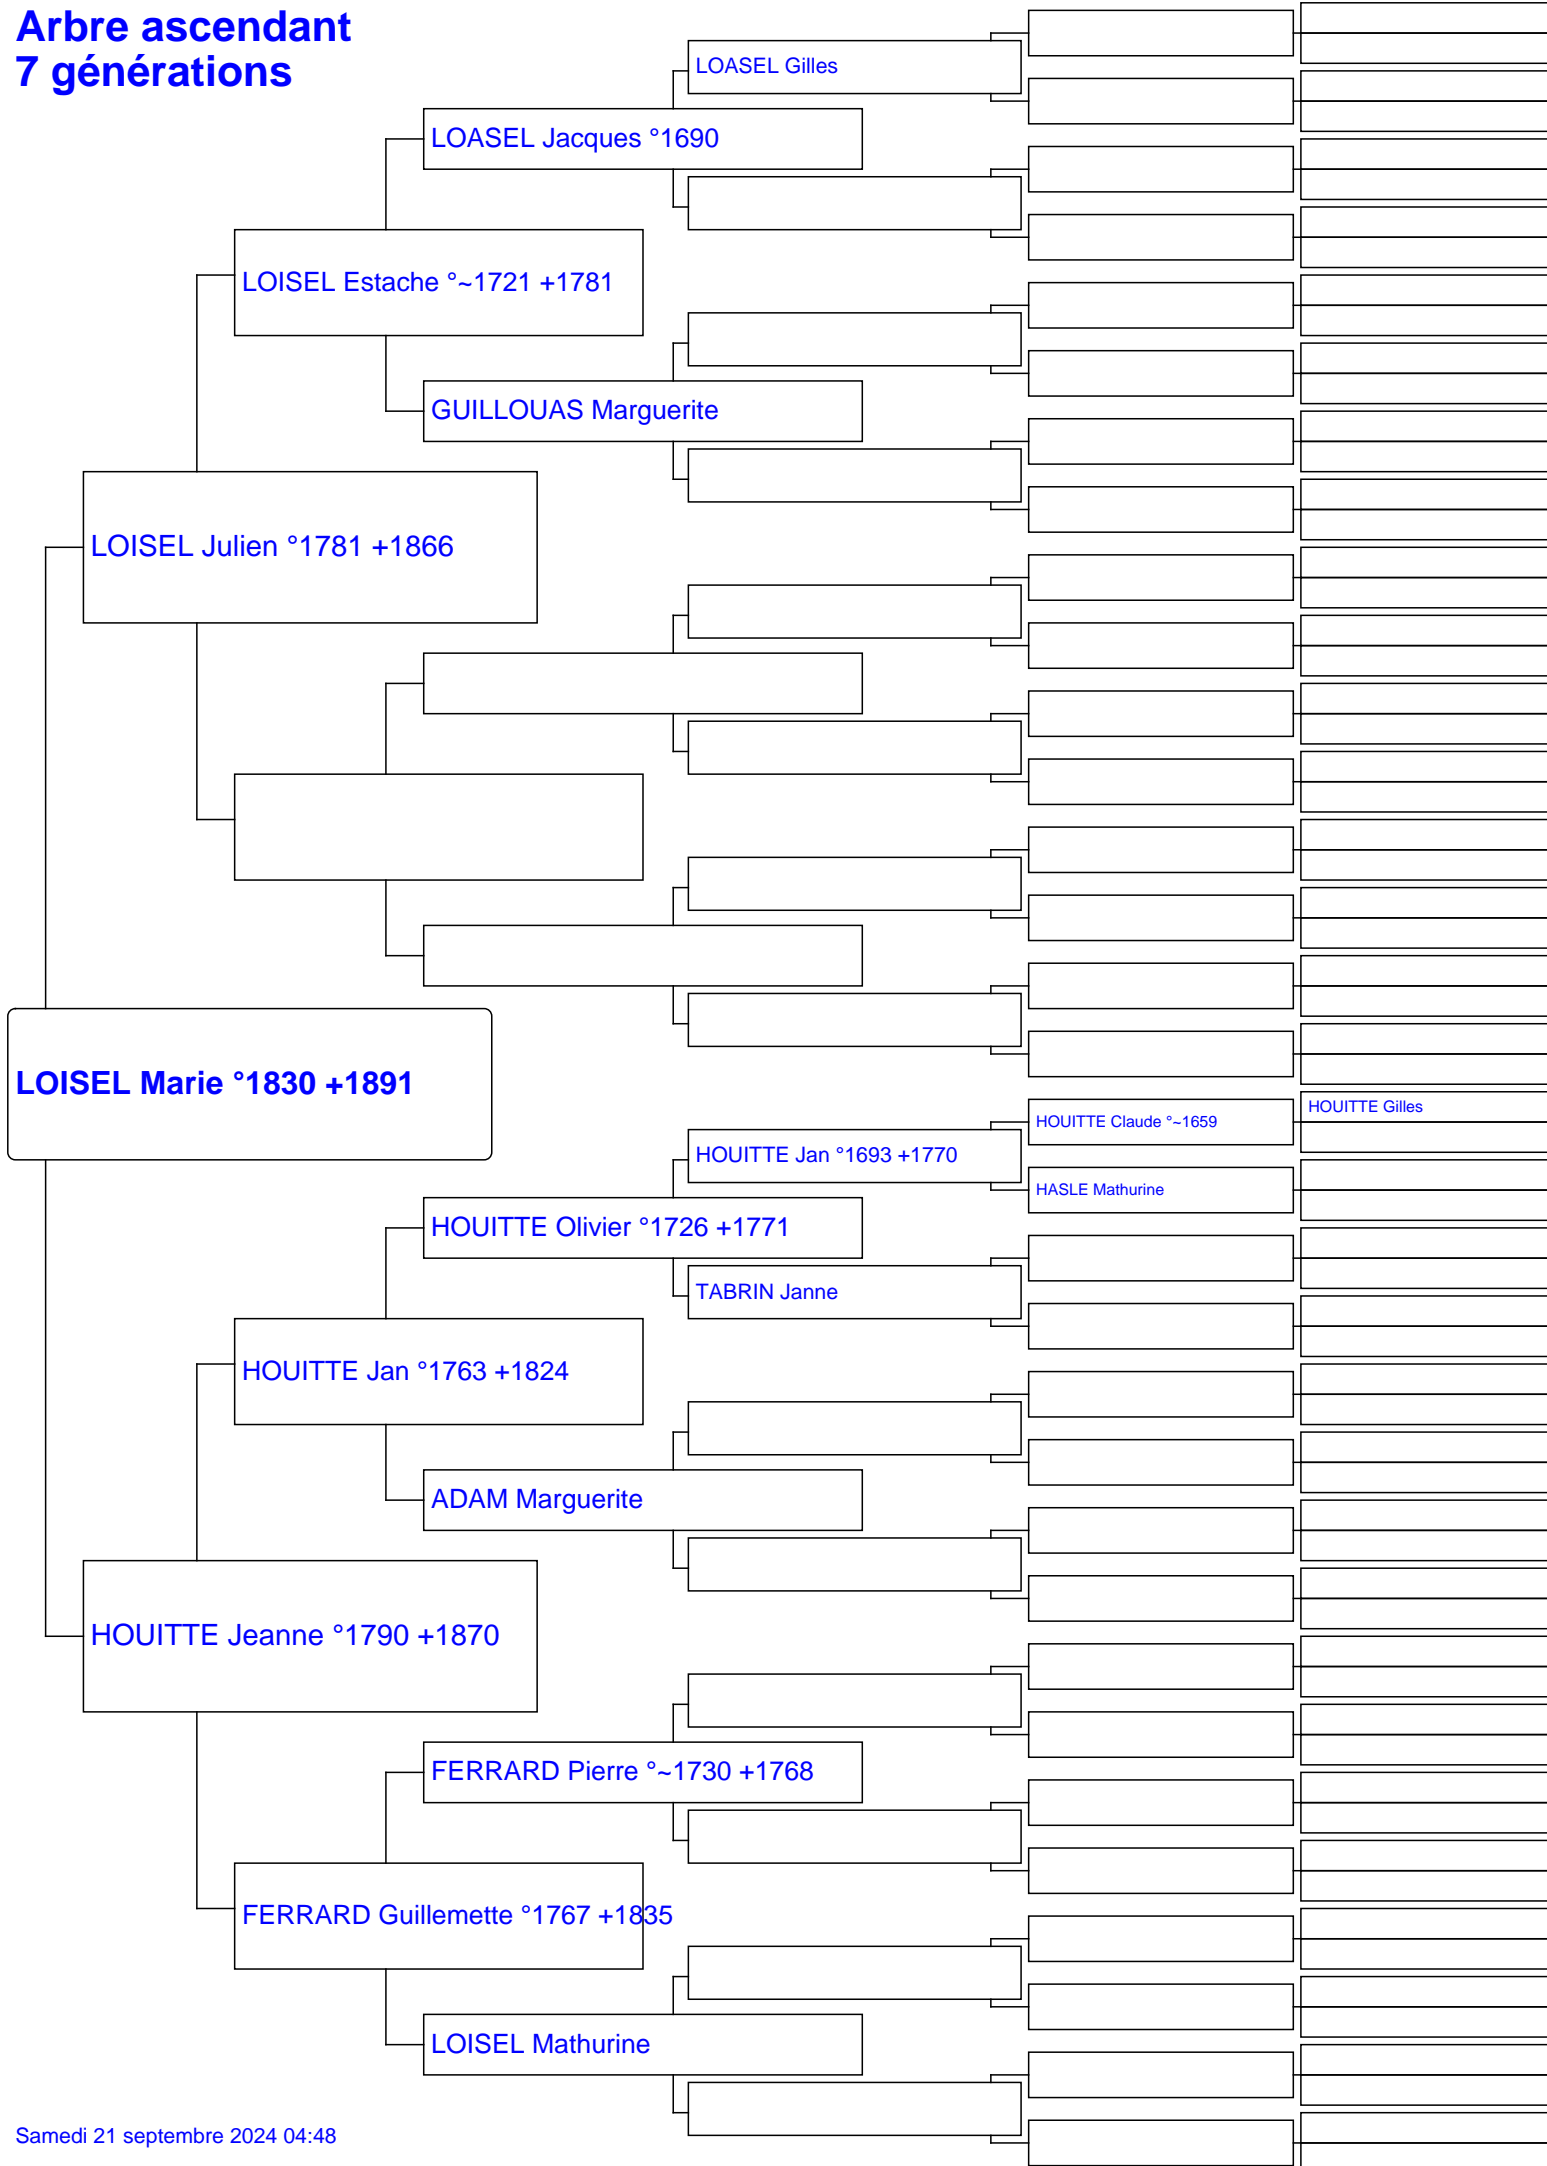 Arbre ascendant
7 générations
LOASEL Gilles
LOASEL Jacques °1690
LOISEL Estache °~1721 +1781
GUILLOUAS Marguerite
LOISEL Julien °1781 +1866
LOISEL Marie °1830 +1891
HOUITTE Gilles
HOUITTE Claude °~1659
HOUITTE Jan °1693 +1770
HASLE Mathurine
HOUITTE Olivier °1726 +1771
TABRIN Janne
HOUITTE Jan °1763 +1824
ADAM Marguerite
HOUITTE Jeanne °1790 +1870
FERRARD Pierre °~1730 +1768
FERRARD Guillemette °1767 +1835
LOISEL Mathurine
Samedi 21 septembre 2024 04:48